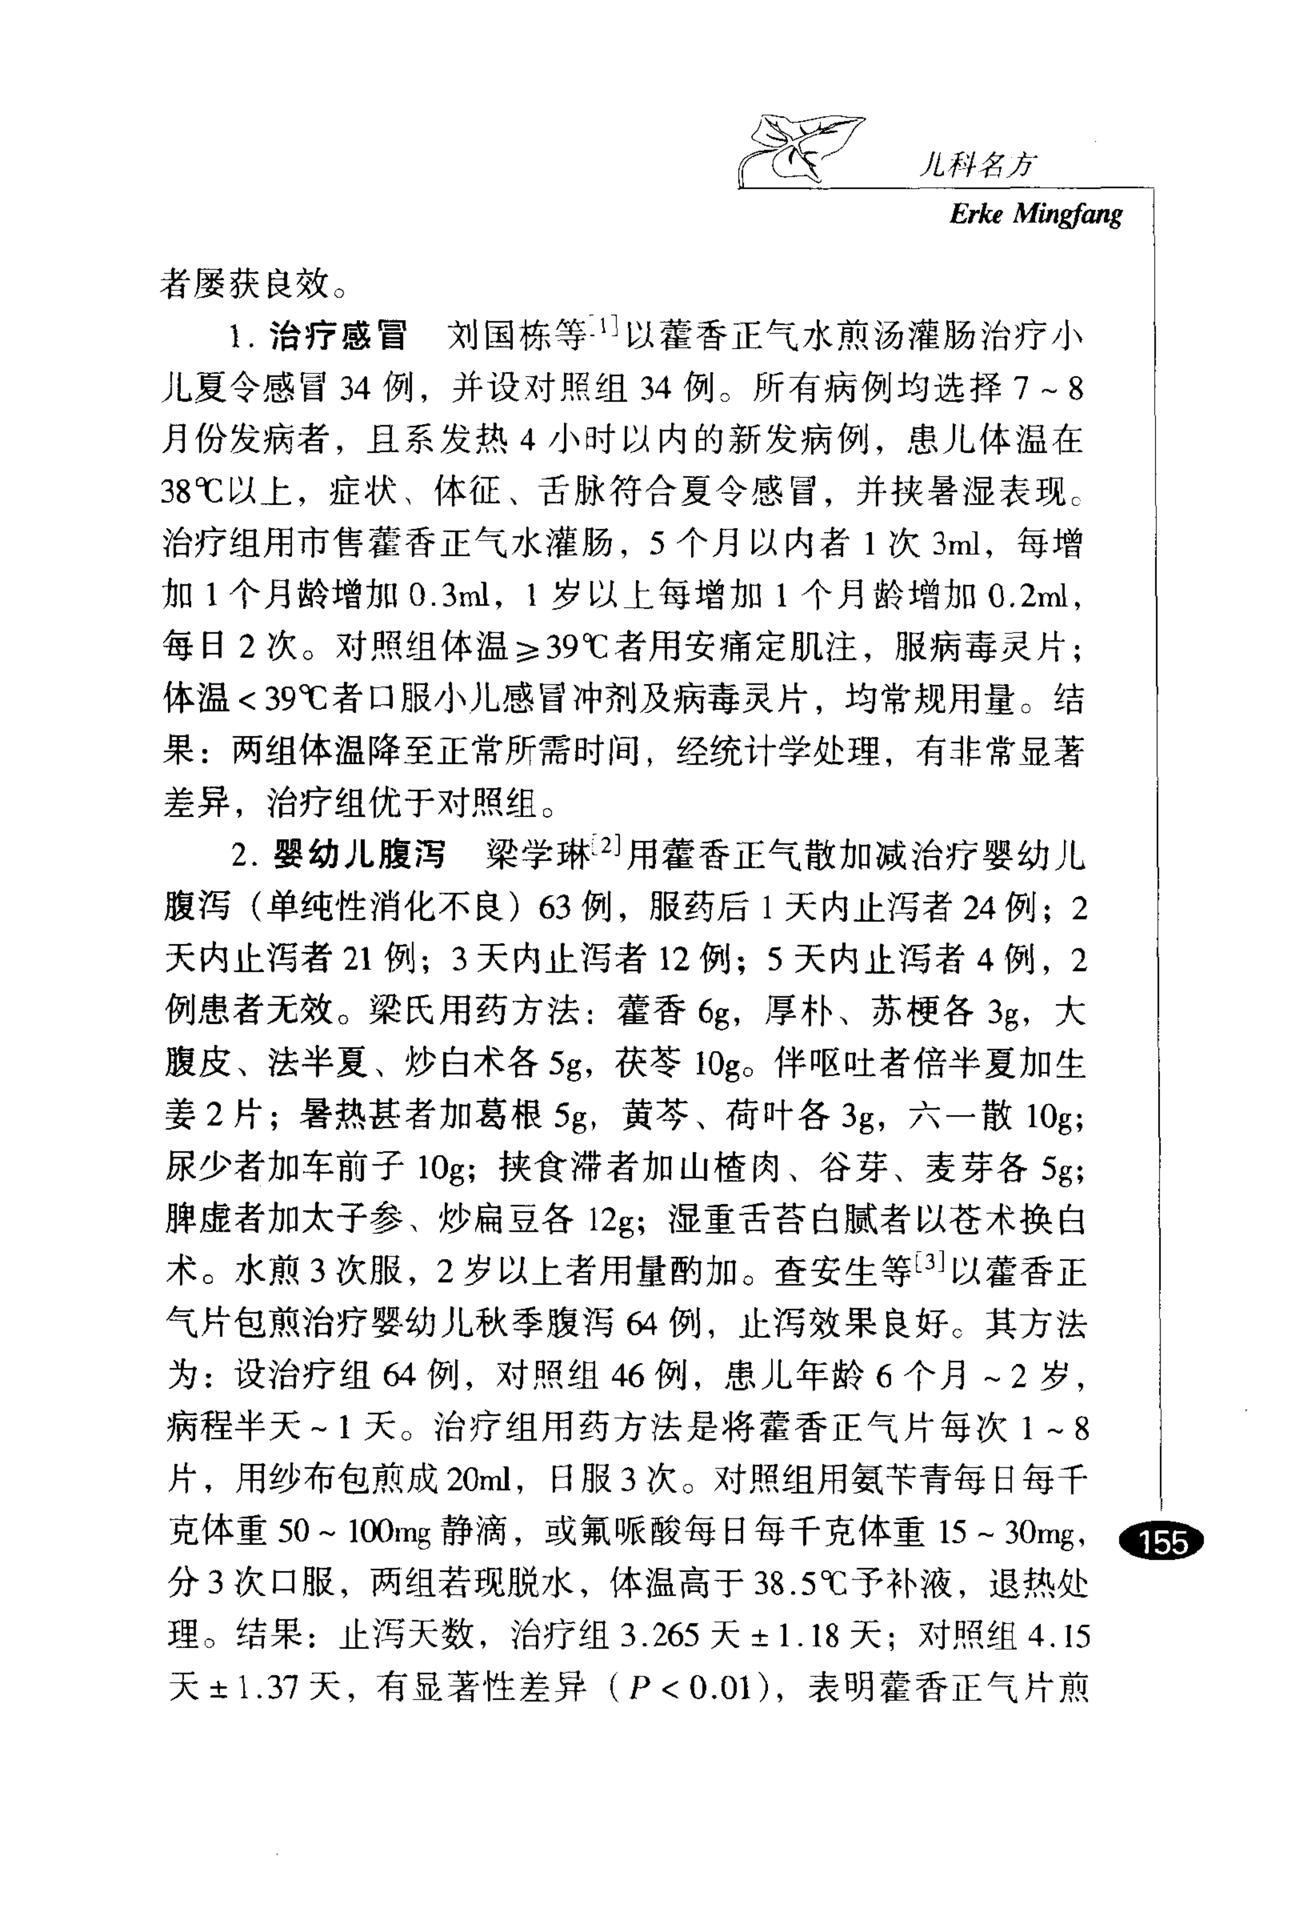 儿科名方
Erke Mingfang
者屡获良效。
1. 治疗感冒　刘国栋等[1]以藿香正气水煎汤灌肠治疗小
儿夏令感冒 34 例，并设对照组 34 例。所有病例均选择 7～8
月份发病者，且系发热 4 小时以内的新发病例，患儿体温在
38℃以上，症状、体征、舌脉符合夏令感冒，并挟暑湿表现。
治疗组用市售藿香正气水灌肠，5 个月以内者 1 次 3ml，每增
加 1 个月龄增加 0.3ml，1 岁以上每增加 1 个月龄增加 0.2ml，
每日 2 次。对照组体温≥39℃者用安痛定肌注，服病毒灵片；
体温＜39℃者口服小儿感冒冲剂及病毒灵片，均常规用量。结
果：两组体温降至正常所需时间，经统计学处理，有非常显著
差异，治疗组优于对照组。
2. 婴幼儿腹泻　梁学琳[2]用藿香正气散加减治疗婴幼儿
腹泻（单纯性消化不良）63 例，服药后 1 天内止泻者 24 例；2
天内止泻者 21 例；3 天内止泻者 12 例；5 天内止泻者 4 例，2
例患者无效。梁氏用药方法：藿香 6g，厚朴、苏梗各 3g，大
腹皮、法半夏、炒白术各 5g，茯苓 10g。伴呕吐者倍半夏加生
姜 2 片；暑热甚者加葛根 5g，黄芩、荷叶各 3g，六一散 10g；
尿少者加车前子 10g；挟食滞者加山楂肉、谷芽、麦芽各 5g；
脾虚者加太子参、炒扁豆各 12g；湿重舌苔白腻者以苍术换白
术。水煎 3 次服，2 岁以上者用量酌加。查安生等[3]以藿香正
气片包煎治疗婴幼儿秋季腹泻 64 例，止泻效果良好。其方法
为：设治疗组 64 例，对照组 46 例，患儿年龄 6 个月～2 岁，
病程半天～1 天。治疗组用药方法是将藿香正气片每次 1～8
片，用纱布包煎成 20ml，日服 3 次。对照组用氨苄青每日每千
克体重 50～100mg 静滴，或氟哌酸每日每千克体重 15～30mg，
分 3 次口服，两组若现脱水，体温高于 38.5℃予补液，退热处
理。结果：止泻天数，治疗组 3.265 天±1.18 天；对照组 4.15
天±1.37 天，有显著性差异（P＜0.01），表明藿香正气片煎
155